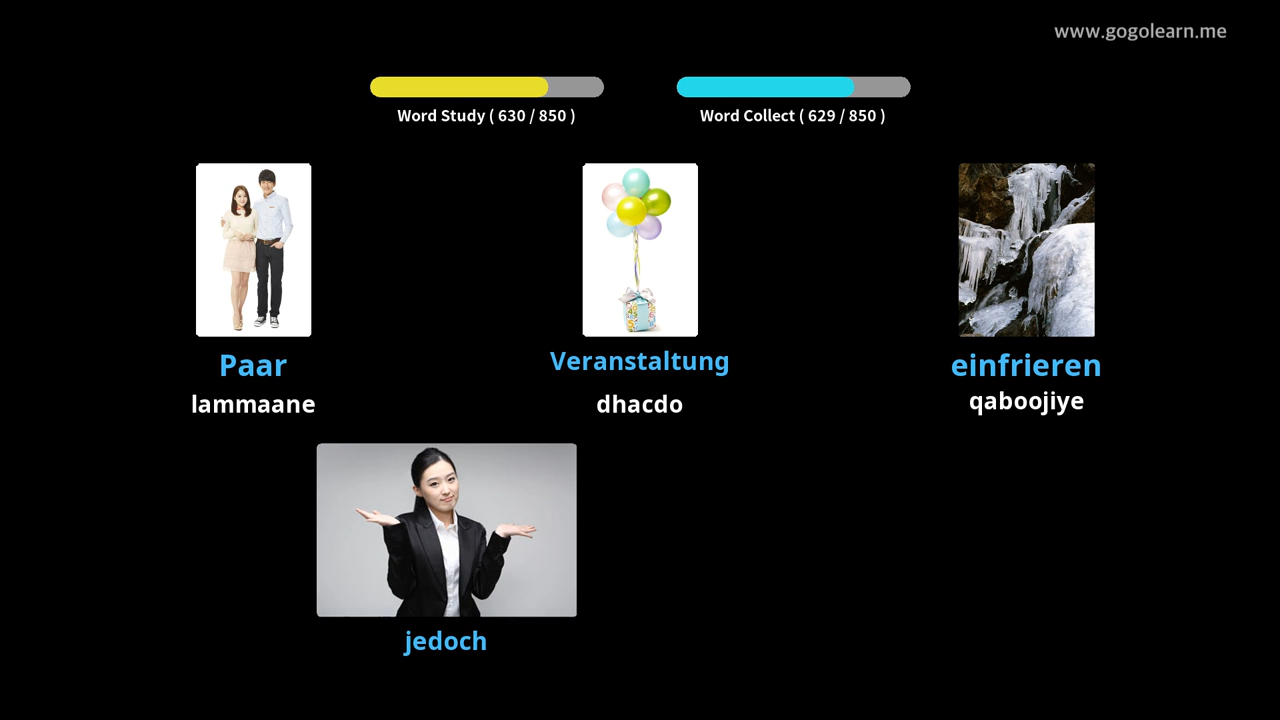 www.gogolearn.me
Word Study ( 630 / 850 )
Word Collect ( 629 / 850 )
Paar
Veranstaltung
einfrieren
lammaane
dhacdo
qaboojiye
jedoch